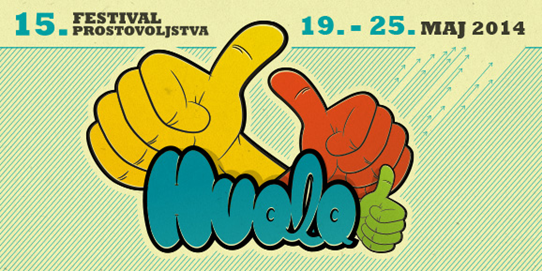 15. FESTIVAL PROSTOVOLJSTVA
19. - 25. MAJ 2014
Hvala